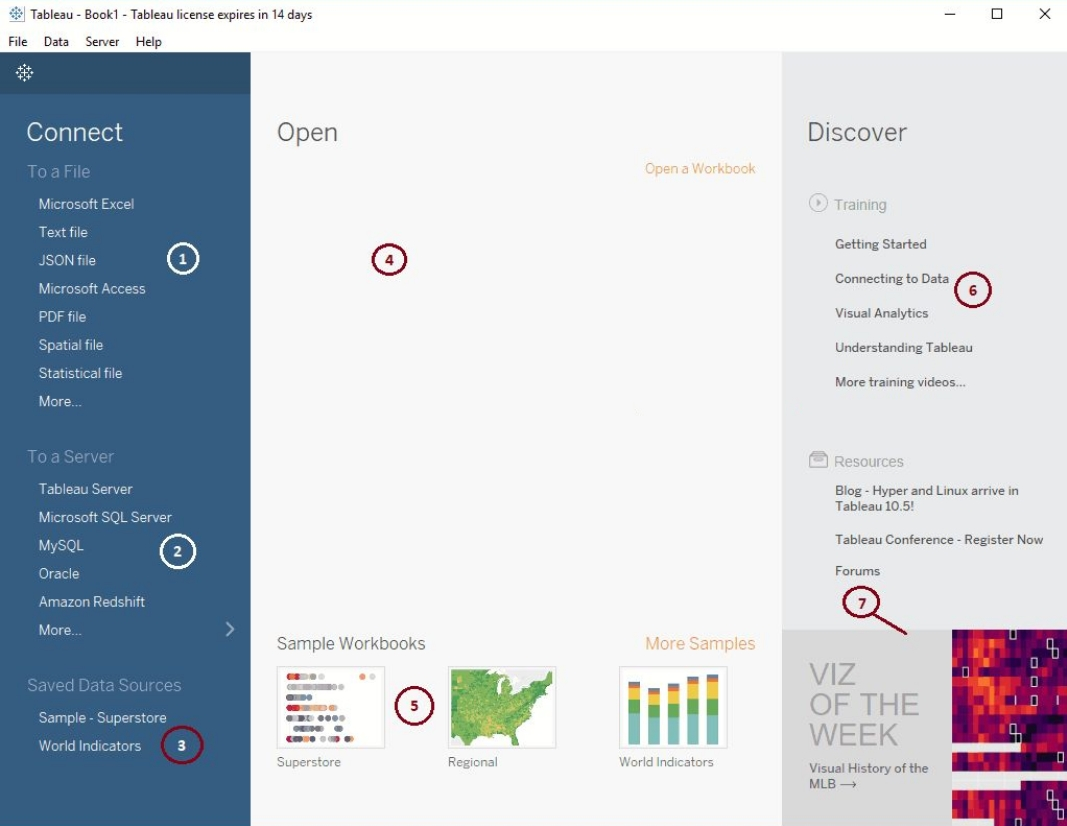 Tableau - Book1 - Tableau license expires in 14 days
File Data Server Help
Connect
To a File
Microsoft Excel
Text file
JSON file
1
Microsoft Access
PDF file
Spatial file
Statistical file
More...
To a Server
Tableau Server
Microsoft SQL Server
MySQL
2
Oracle
Amazon Redshift
More...
Saved Data Sources
Sample - Superstore
World Indicators
3
Open
Open a Workbook
4
Sample Workbooks
More Samples
5
Superstore
Regional
World Indicators
Discover
Training
Getting Started
Connecting to Data
6
Visual Analytics
Understanding Tableau
More training videos...
Resources
Blog - Hyper and Linux arrive in
Tableau 10.5!
Tableau Conference - Register Now
Forums
7
VIZ
OF THE
WEEK
Visual History of the
MLB →